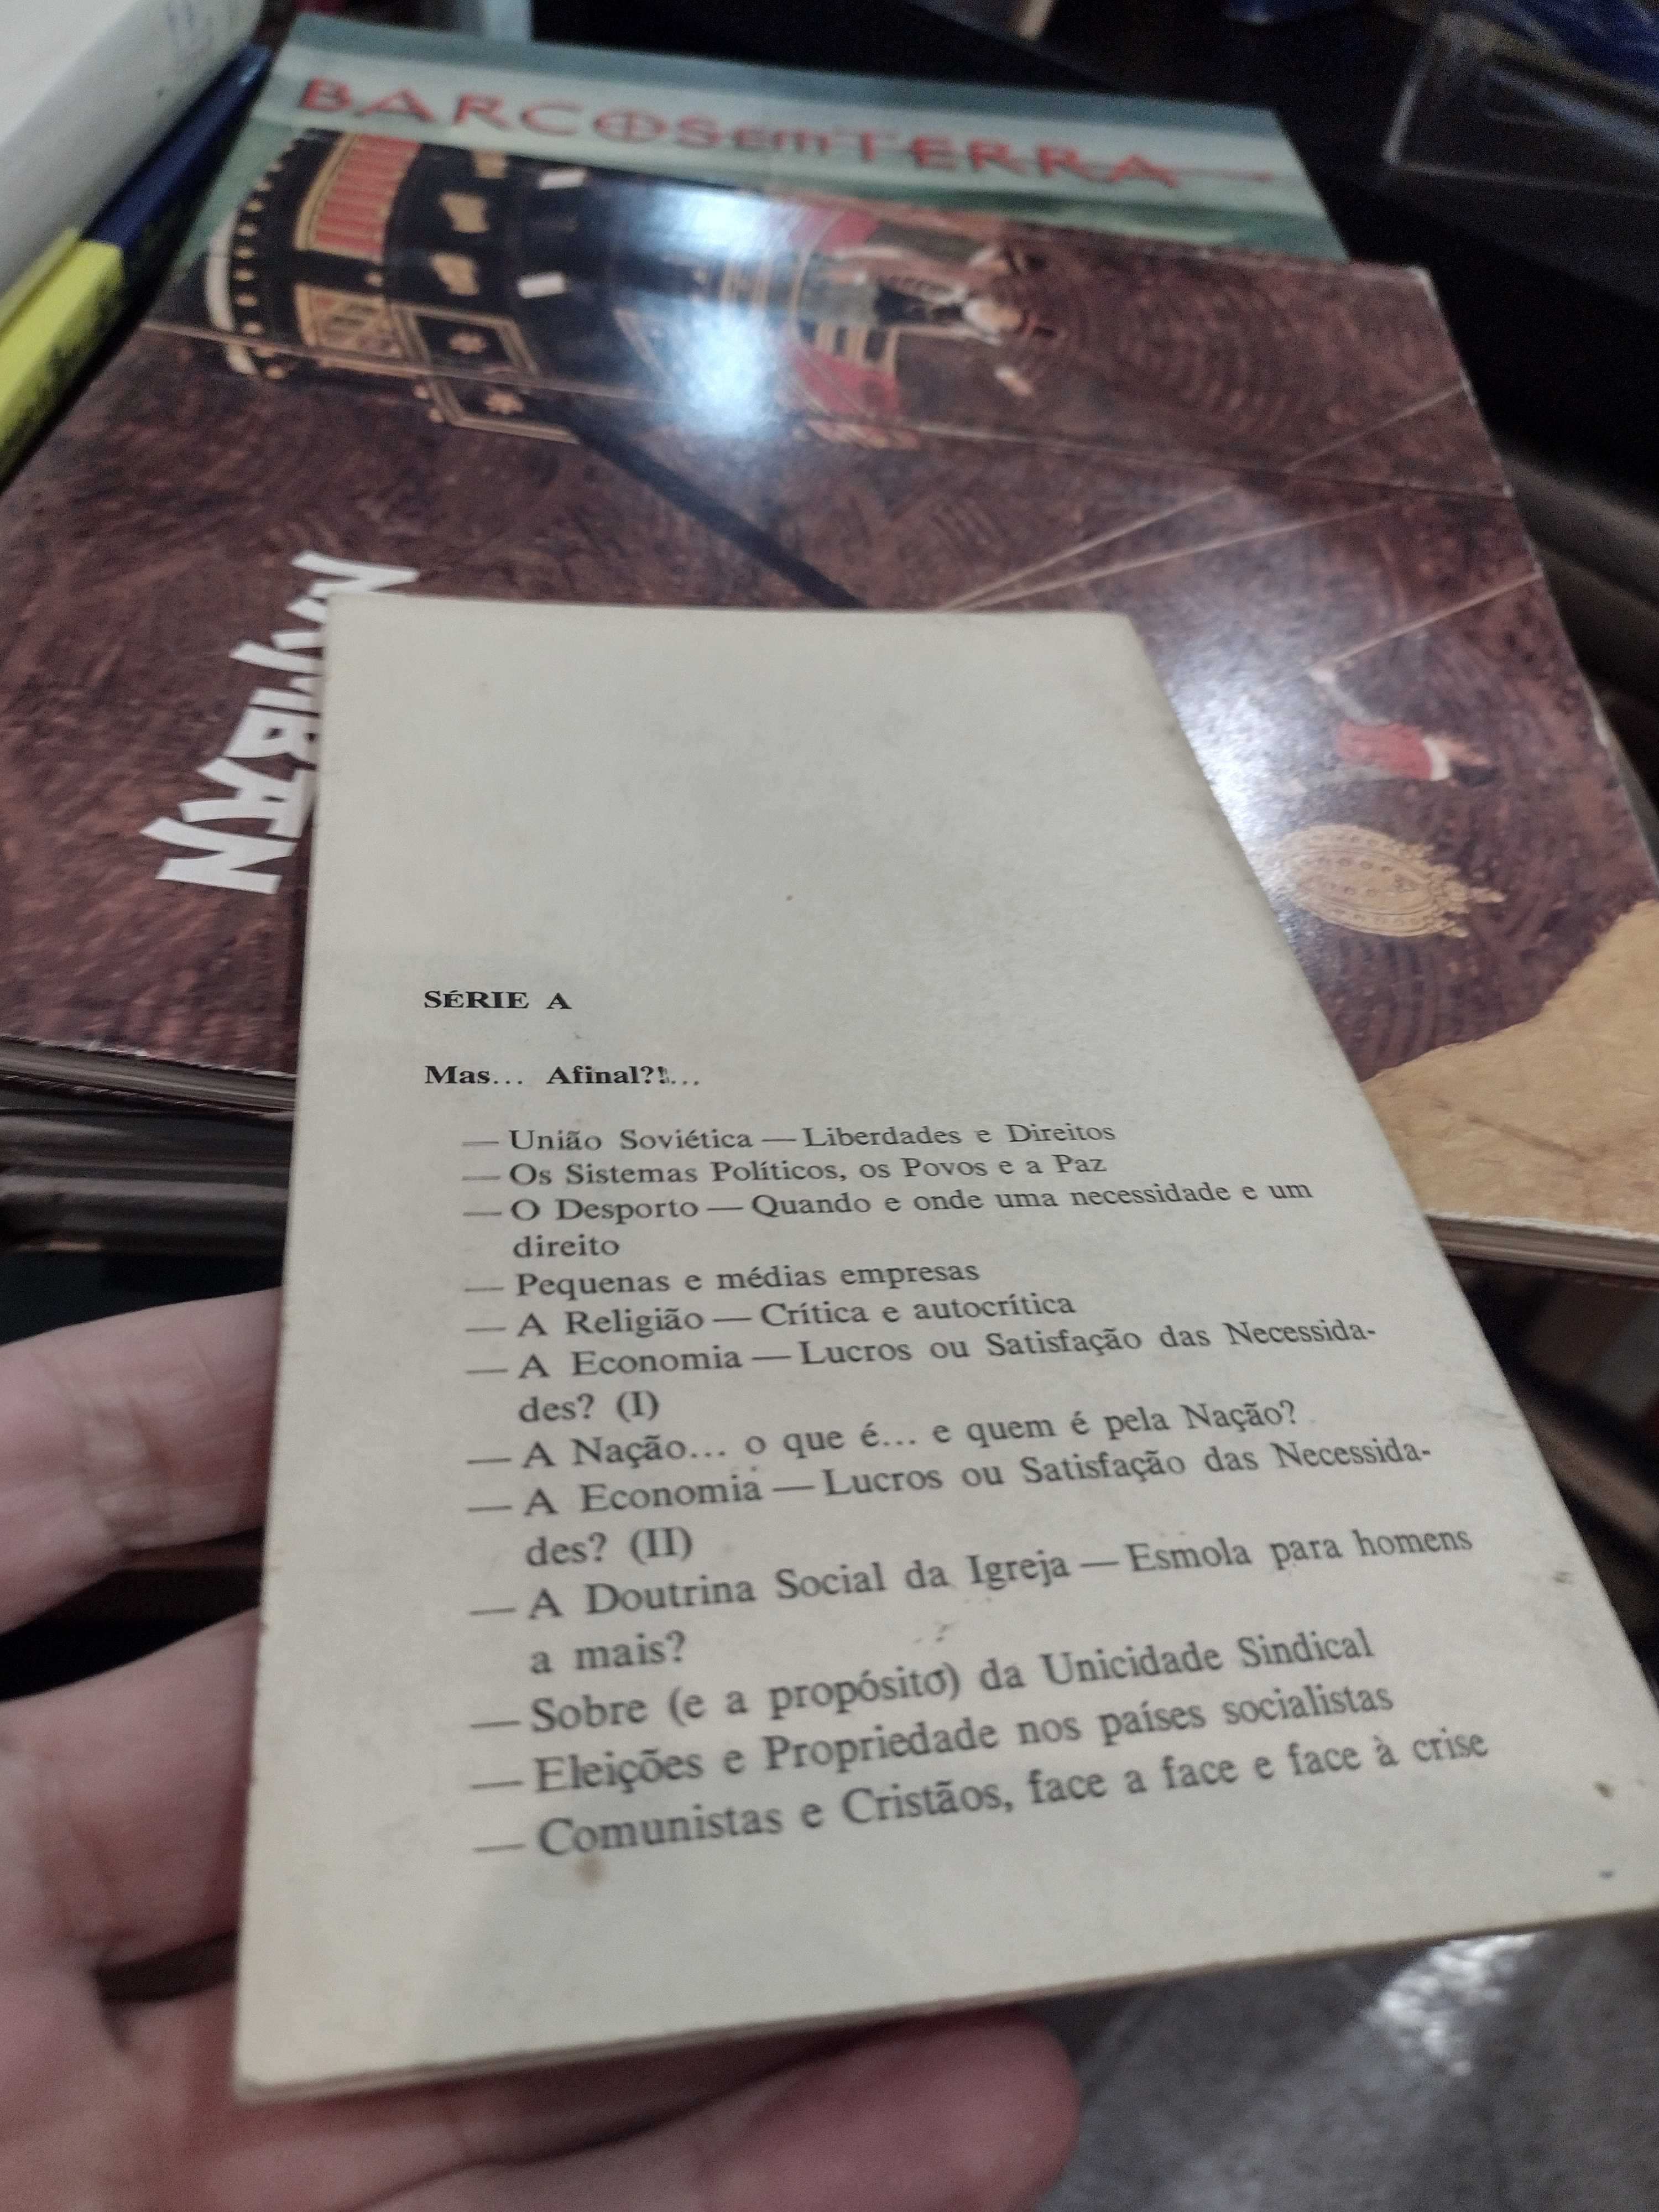 BARCOSemTERRA
SÉRIE A
Mas... Afinal?!...
— União Soviética — Liberdades e Direitos
— Os Sistemas Políticos, os Povos e a Paz
— O Desporto — Quando e onde uma necessidade e um
direito
— Pequenas e médias empresas
— A Religião — Crítica e autocrítica
— A Economia — Lucros ou Satisfação das Necessida-
des? (I)
— A Nação... o que é... e quem é pela Nação?
— A Economia — Lucros ou Satisfação das Necessida-
des? (II)
— A Doutrina Social da Igreja — Esmola para homens
a mais?
— Sobre (e a propósito) da Unicidade Sindical
— Eleições e Propriedade nos países socialistas
— Comunistas e Cristãos, face a face e face à crise